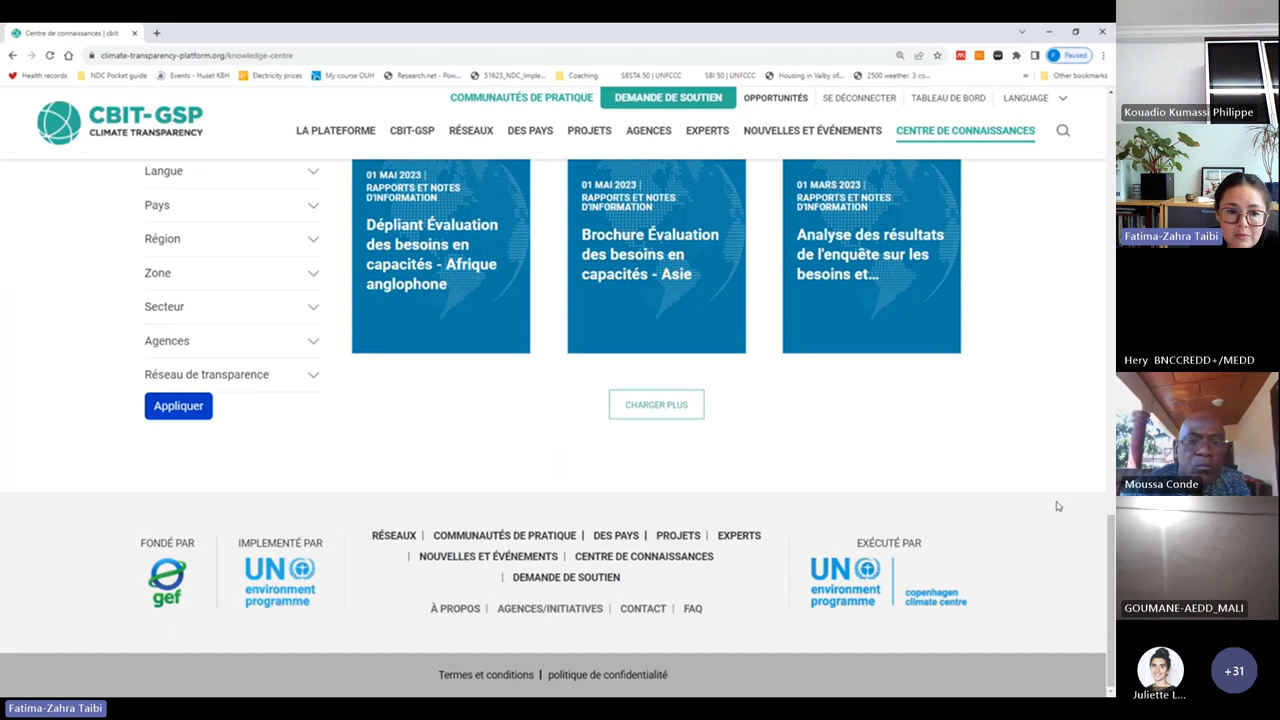 Centre de connaissances | cbit
climate-transparency-platform.org/knowledge-centre
Paused
Health records
NDC Pocket guide
Events - Huset KBH
Electricity prices
My course OUH
Research.net - Pow...
51623_NDC_Imple...
Coaching
SBSTA 50 | UNFCCC
SBI 50 | UNFCCC
Housing in Valby of...
2500 weather. 3 co...
»
Other bookmarks
CBIT-GSP
CLIMATE TRANSPARENCY
COMMUNAUTÉS DE PRATIQUE
DEMANDE DE SOUTIEN
OPPORTUNITÉS
SE DÉCONNECTER
TABLEAU DE BORD
LANGUAGE
LA PLATEFORME
CBIT-GSP
RÉSEAUX
DES PAYS
PROJETS
AGENCES
EXPERTS
NOUVELLES ET ÉVÉNEMENTS
CENTRE DE CONNAISSANCES
Langue
Pays
Région
Zone
Secteur
Agences
Réseau de transparence
Appliquer
01 MAI 2023 |
RAPPORTS ET NOTES
D'INFORMATION
Dépliant Évaluation
des besoins en
capacités - Afrique
anglophone
01 MAI 2023 |
RAPPORTS ET NOTES
D'INFORMATION
Brochure Évaluation
des besoins en
capacités - Asie
01 MARS 2023 |
RAPPORTS ET NOTES
D'INFORMATION
Analyse des résultats
de l'enquête sur les
besoins et...
CHARGER PLUS
FONDÉ PAR
gef
IMPLEMENTÉ PAR
UN
environment
programme
RÉSEAUX | COMMUNAUTÉS DE PRATIQUE | DES PAYS | PROJETS | EXPERTS
| NOUVELLES ET ÉVÉNEMENTS | CENTRE DE CONNAISSANCES
| DEMANDE DE SOUTIEN
À PROPOS | AGENCES/INITIATIVES | CONTACT | FAQ
EXÉCUTÉ PAR
UN
environment
programme
copenhagen
climate centre
Termes et conditions | politique de confidentialité
Fatima-Zahra Taibi
Kouadio Kumassi Philippe
Fatima-Zahra Taibi
Hery BNCCREDD+/MEDD
Moussa Conde
GOUMANE-AEDD_MALI
Juliette L...
+31